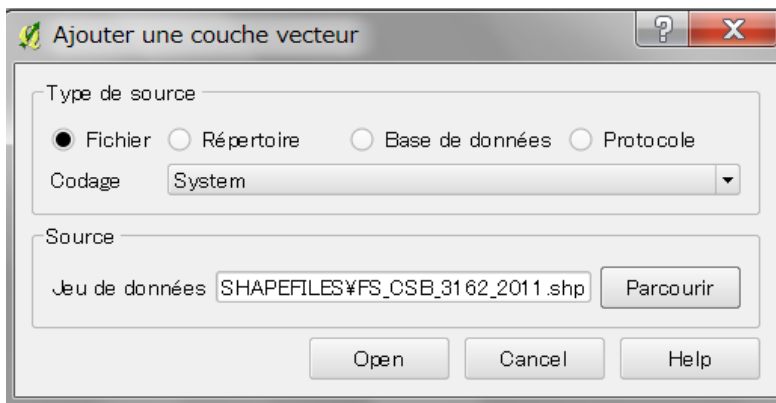 Ajouter une couche vecteur
Type de source
Fichier Répertoire Base de données Protocole
Codage System
Source
Jeu de données SHAPEFILES¥FS_CSB_3162_2011.shp Parcourir
Open Cancel Help